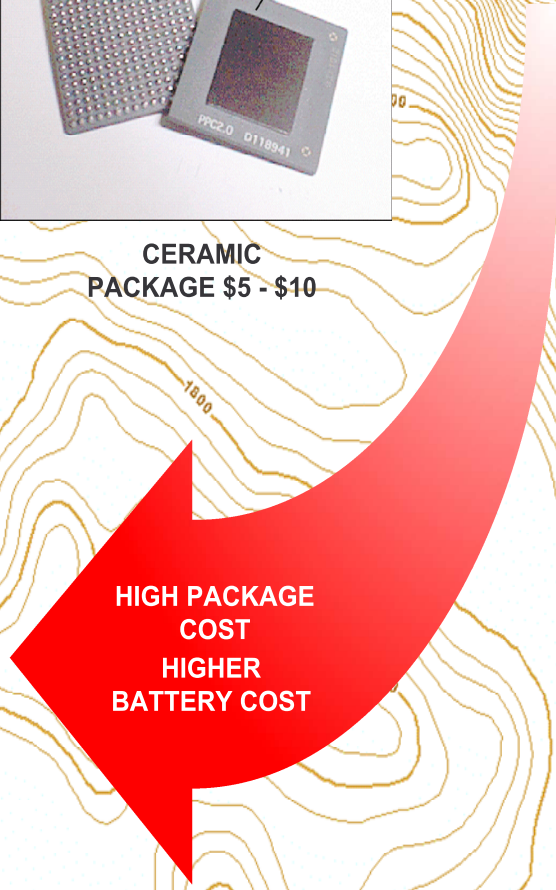 PPC2.0 0118941
CERAMIC
PACKAGE $5 - $10
1800
HIGH PACKAGE
COST
HIGHER
BATTERY COST